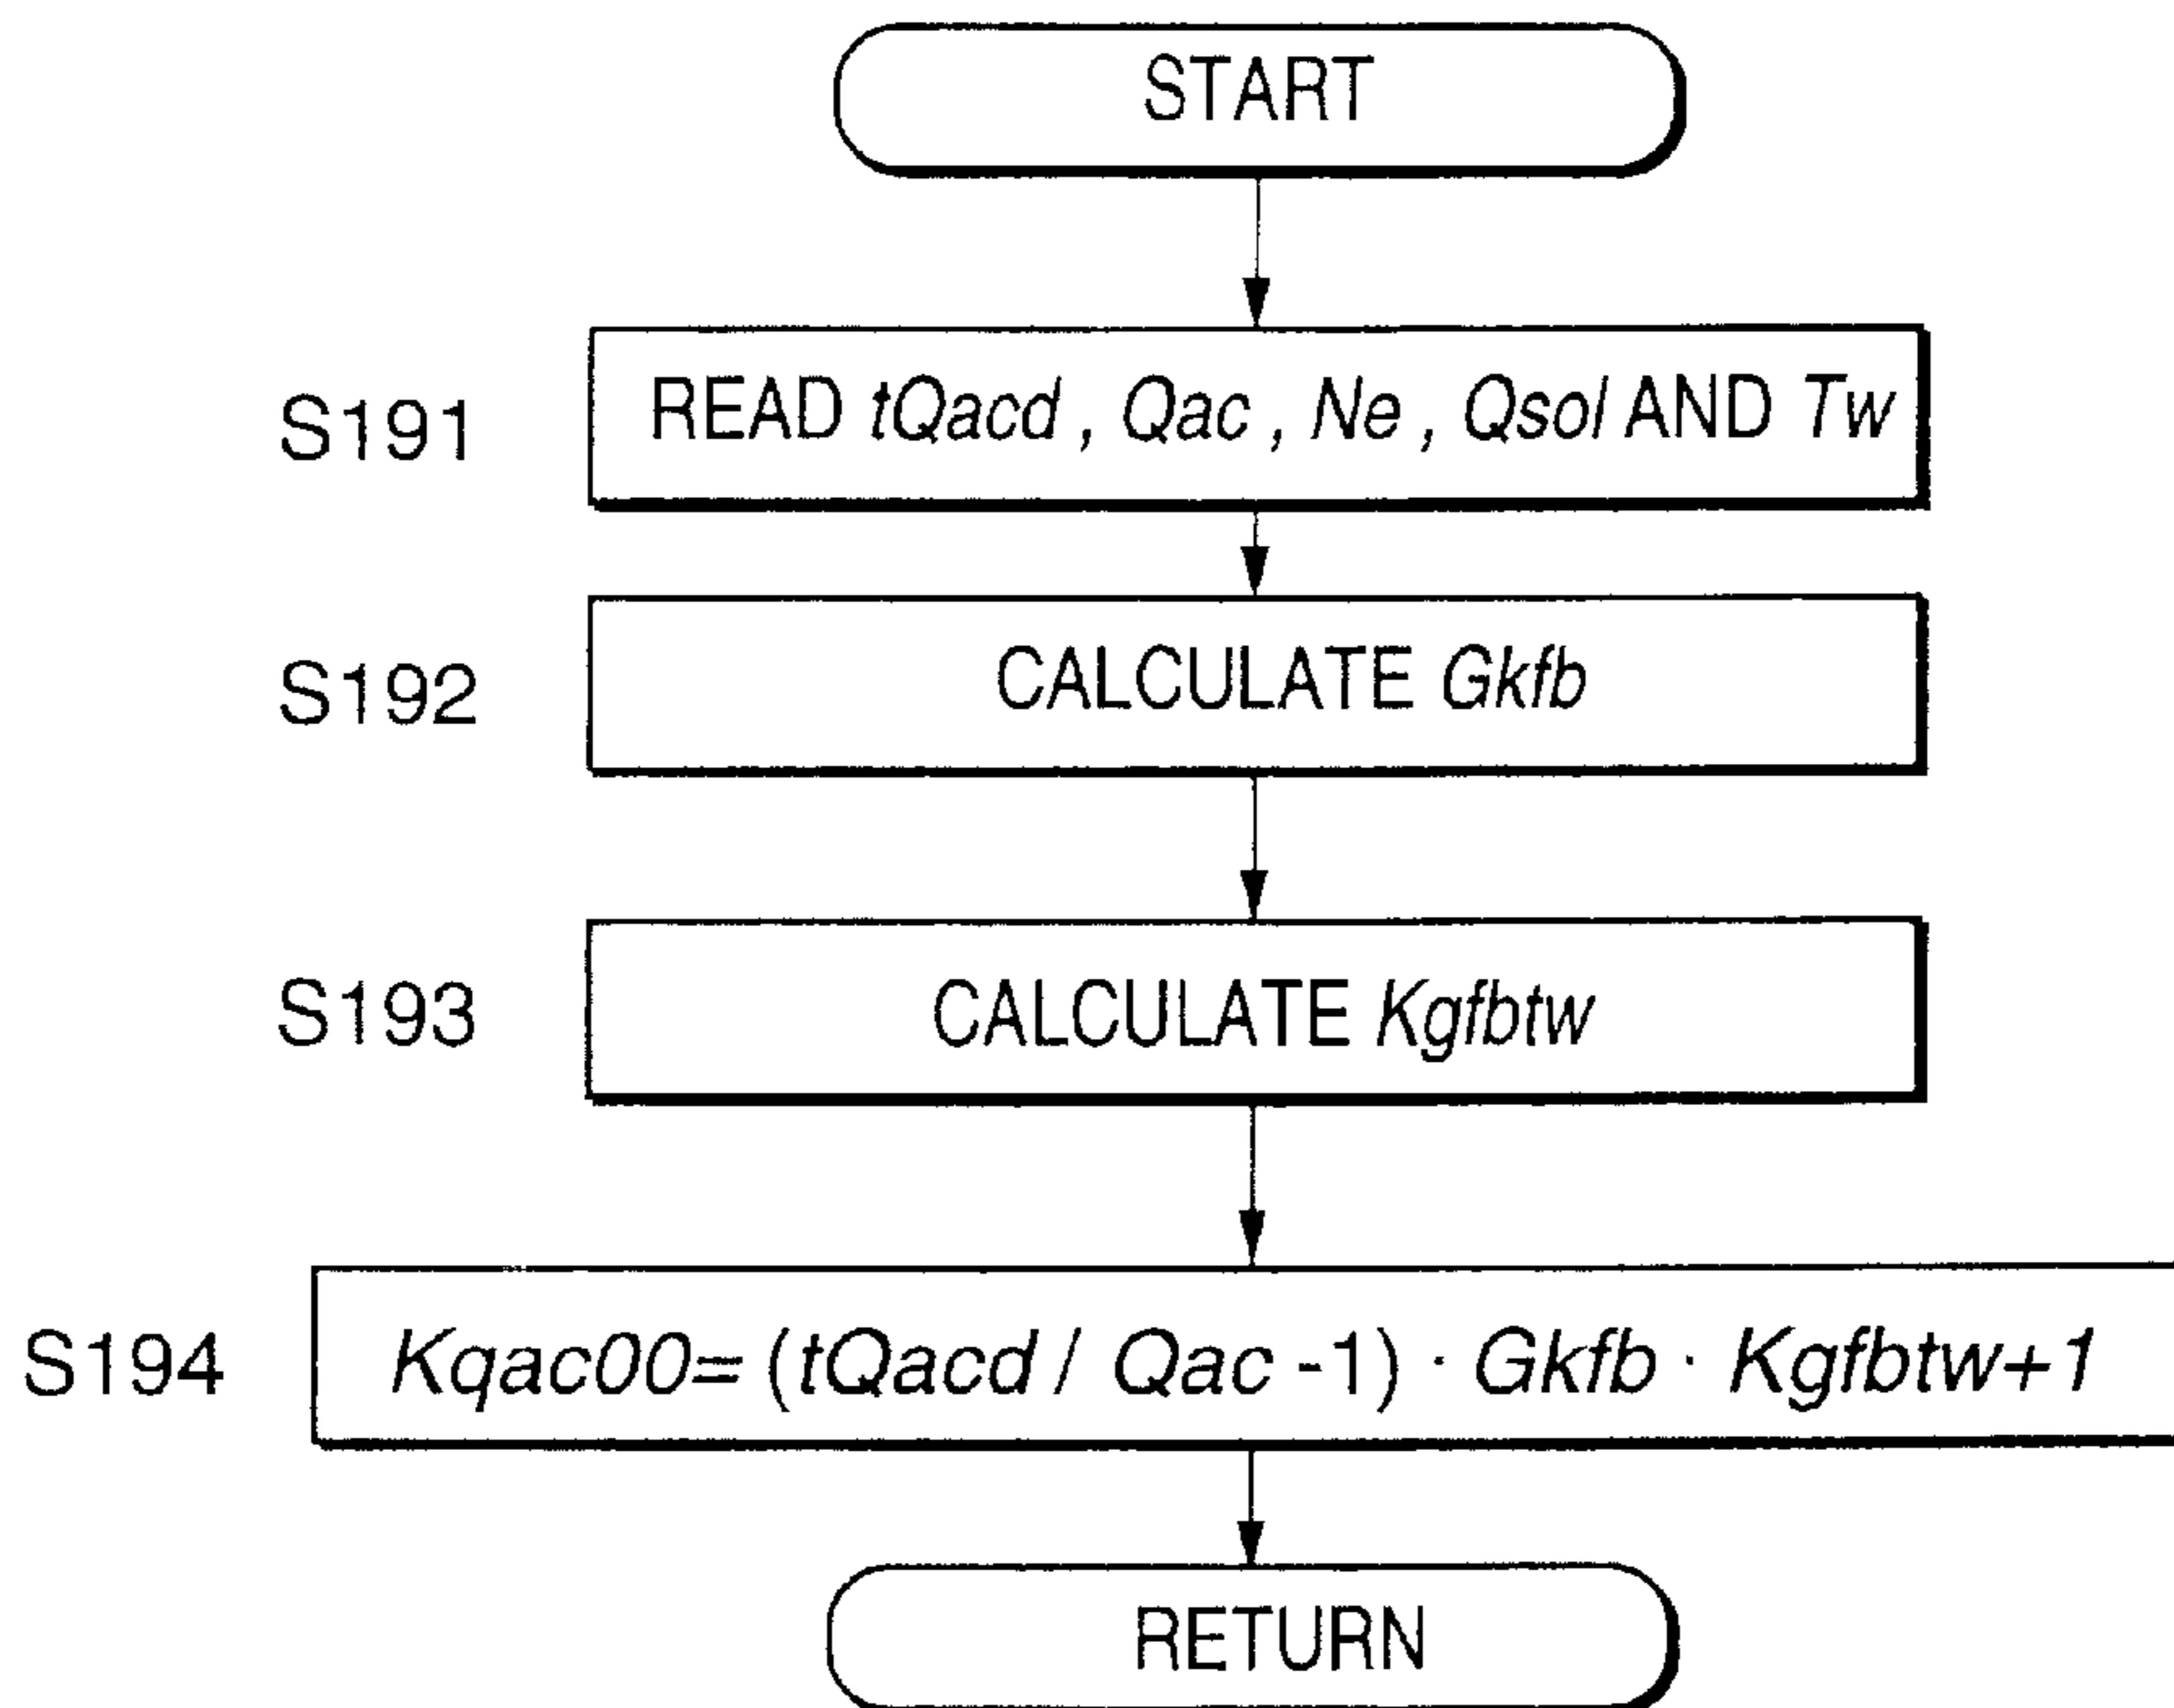 START
S191 READ tQacd, Qac, Ne, Qsol AND Tw
S192 CALCULATE Gkfb
S193 CALCULATE Kgfbtw
S194 Kqac00=(tQacd / Qac -1) · Gkfb · Kgfbtw+1
RETURN